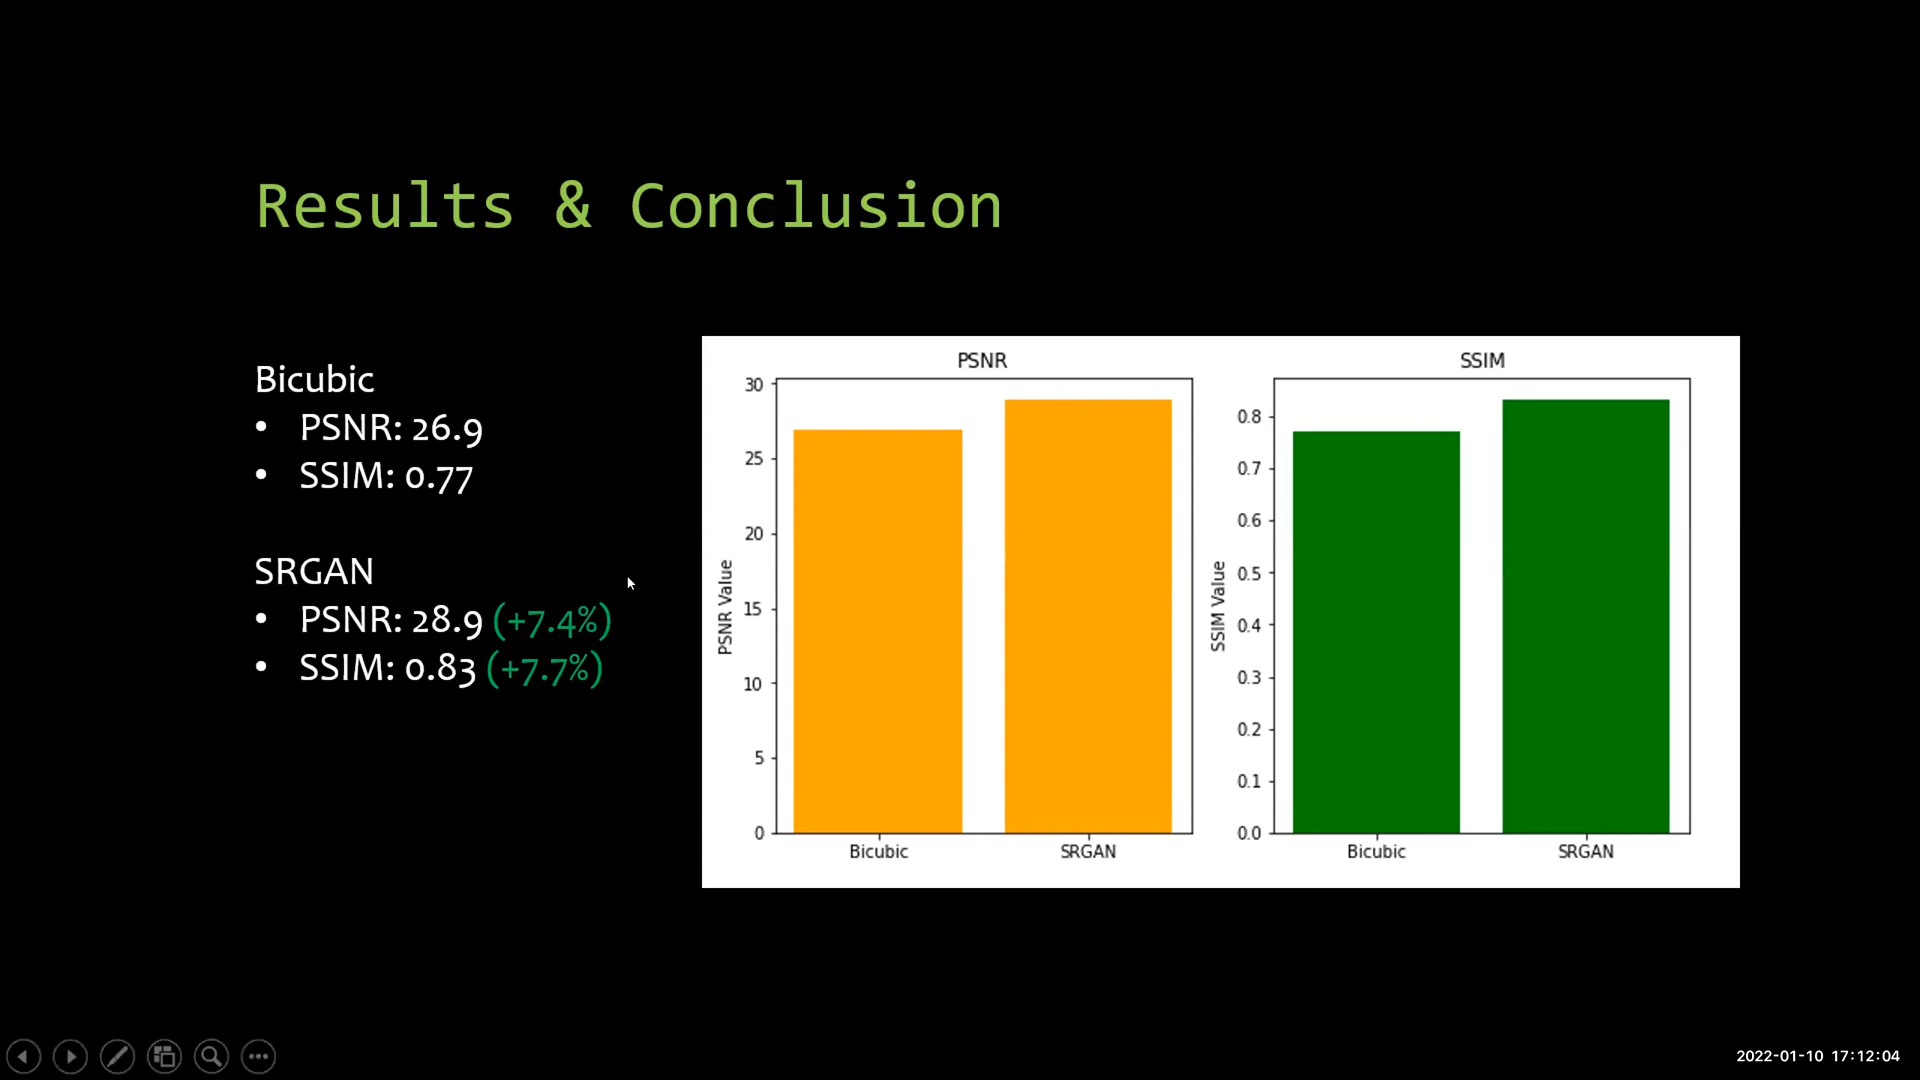 Results & Conclusion
Bicubic
• PSNR: 26.9
• SSIM: 0.77
SRGAN
• PSNR: 28.9 (+7.4%)
• SSIM: 0.83 (+7.7%)
PSNR
30
25
20
15
10
5
0
PSNR Value
Bicubic SRGAN
SSIM
0.8
0.7
0.6
0.5
0.4
0.3
0.2
0.1
0.0
SSIM Value
Bicubic SRGAN
2022-01-10 17:12:04